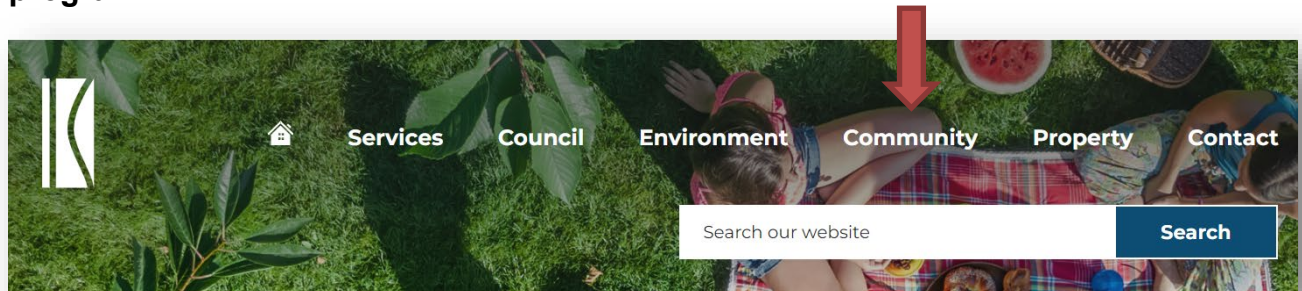 Services Council Environment Community Property Contact
Search our website Search